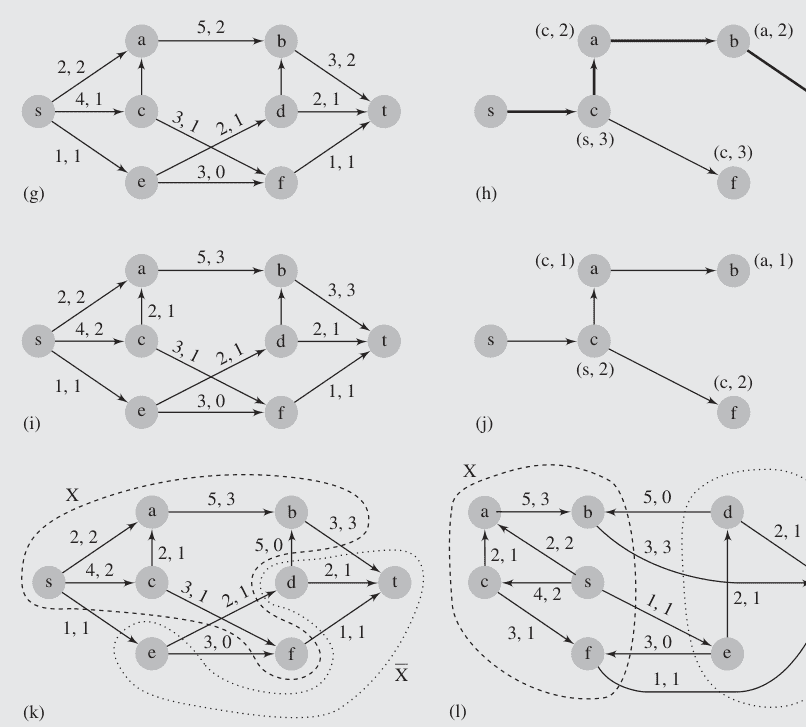 a 5, 2 b
2, 2 3, 2
s 4, 1 c 3, 1 2, 1 d 2, 1 t
1, 1 3, 0 1, 1
e f
(g)
(c, 2) a b (a, 2)
s c
(s, 3) (c, 3)
f
(h)
a 5, 3 b
2, 2 2, 1 3, 3
s 4, 2 c 3, 1 2, 1 d 2, 1 t
1, 1 3, 0 1, 1
e f
(i)
(c, 1) a b (a, 1)
s c
(s, 2) (c, 2)
f
(j)
X
a 5, 3 b
2, 2 2, 1 5, 0 3, 3
s 4, 2 c 3, 1 2, 1 d 2, 1 t
1, 1 3, 0 1, 1
e f
X̅
(k)
X
a 5, 3 b 5, 0 d
2, 1 2, 2 3, 3 2, 1
c 4, 2 s
3, 1 1, 1 2, 1
f 3, 0 e
1, 1
(l)